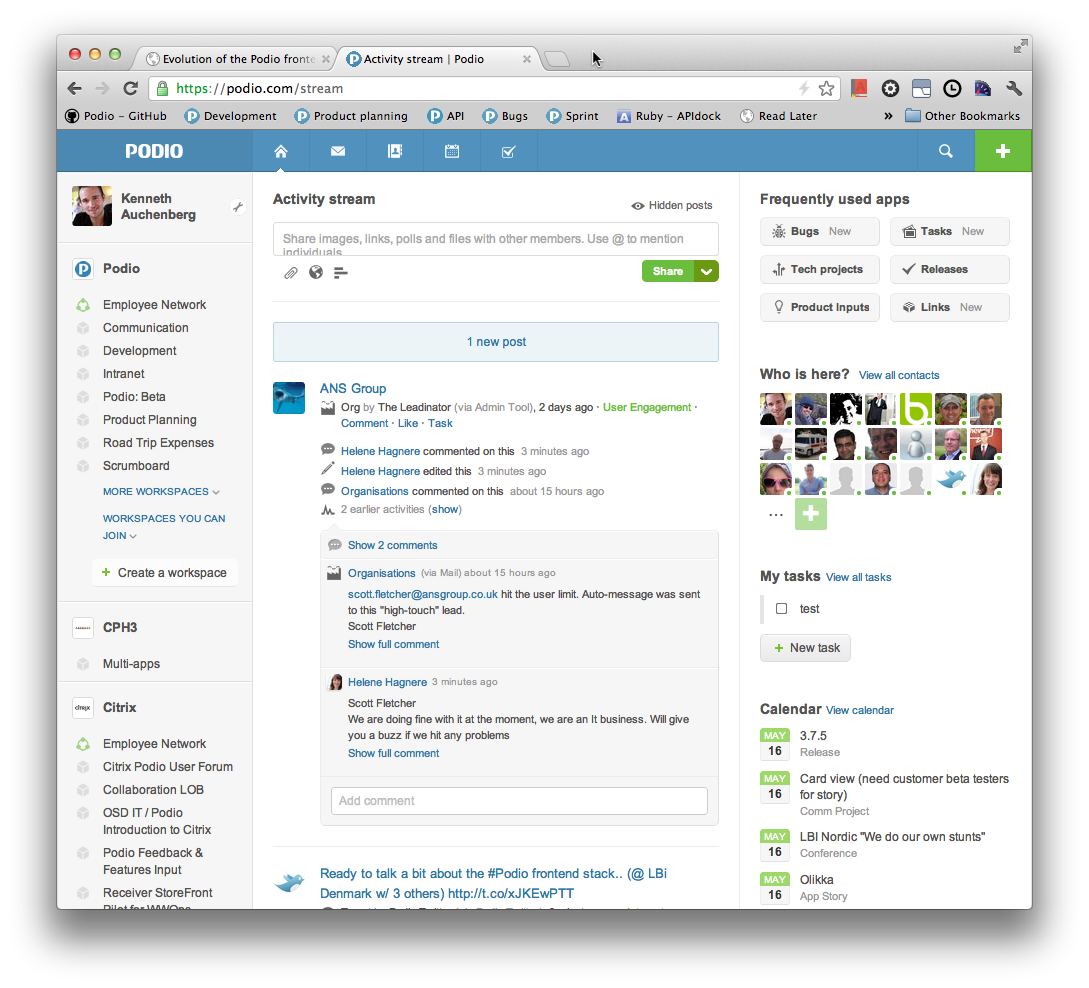 Evolution of the Podio fronte
Activity stream | Podio
https://podio.com/stream
Podio – GitHub
Development
Product planning
API
Bugs
Sprint
Ruby – APIdock
Read Later
»
Other Bookmarks
PODIO
Kenneth
Auchenberg
Podio
Employee Network
Communication
Development
Intranet
Podio: Beta
Product Planning
Road Trip Expenses
Scrumboard
MORE WORKSPACES
WORKSPACES YOU CAN
JOIN
+ Create a workspace
CPH3
Multi-apps
CITRIX
Citrix
Employee Network
Citrix Podio User Forum
Collaboration LOB
OSD IT / Podio
Introduction to Citrix
Podio Feedback &
Features Input
Receiver StoreFront
Activity stream
Hidden posts
Share images, links, polls and files with other members. Use @ to mention
individuals
Share
1 new post
ANS Group
Org by The Leadinator (via Admin Tool), 2 days ago · User Engagement ·
Comment · Like · Task
Helene Hagnere commented on this 3 minutes ago
Helene Hagnere edited this 3 minutes ago
Organisations commented on this about 15 hours ago
2 earlier activities (show)
Show 2 comments
Organisations (via Mail) about 15 hours ago
scott.fletcher@ansgroup.co.uk hit the user limit. Auto-message was sent
to this "high-touch" lead.
Scott Fletcher
Show full comment
Helene Hagnere 3 minutes ago
Scott Fletcher
We are doing fine with it at the moment, we are an It business. Will give
you a buzz if we hit any problems
Show full comment
Add comment
Ready to talk a bit about the #Podio frontend stack.. (@ LBi
Denmark w/ 3 others) http://t.co/xJKEwPTT
Frequently used apps
Bugs New
Tasks New
Tech projects
Releases
Product Inputs
Links New
Who is here? View all contacts
...
My tasks View all tasks
test
+ New task
Calendar View calendar
MAY
16
3.7.5
Release
MAY
16
Card view (need customer beta testers
for story)
Comm Project
MAY
16
LBI Nordic "We do our own stunts"
Conference
MAY
16
Olikka
App Story